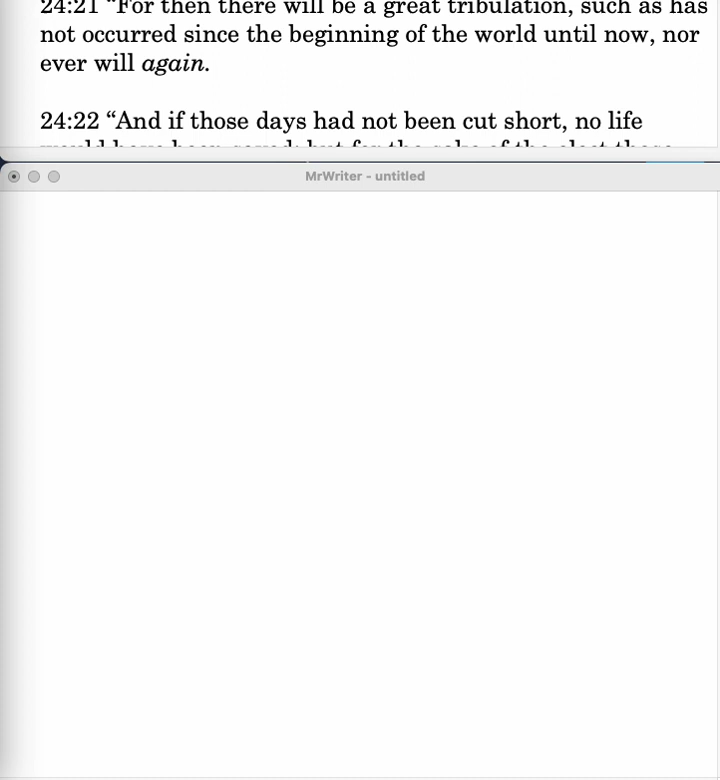 24:21 “For then there will be a great tribulation, such as has
not occurred since the beginning of the world until now, nor
ever will again.
24:22 “And if those days had not been cut short, no life
MrWriter - untitled